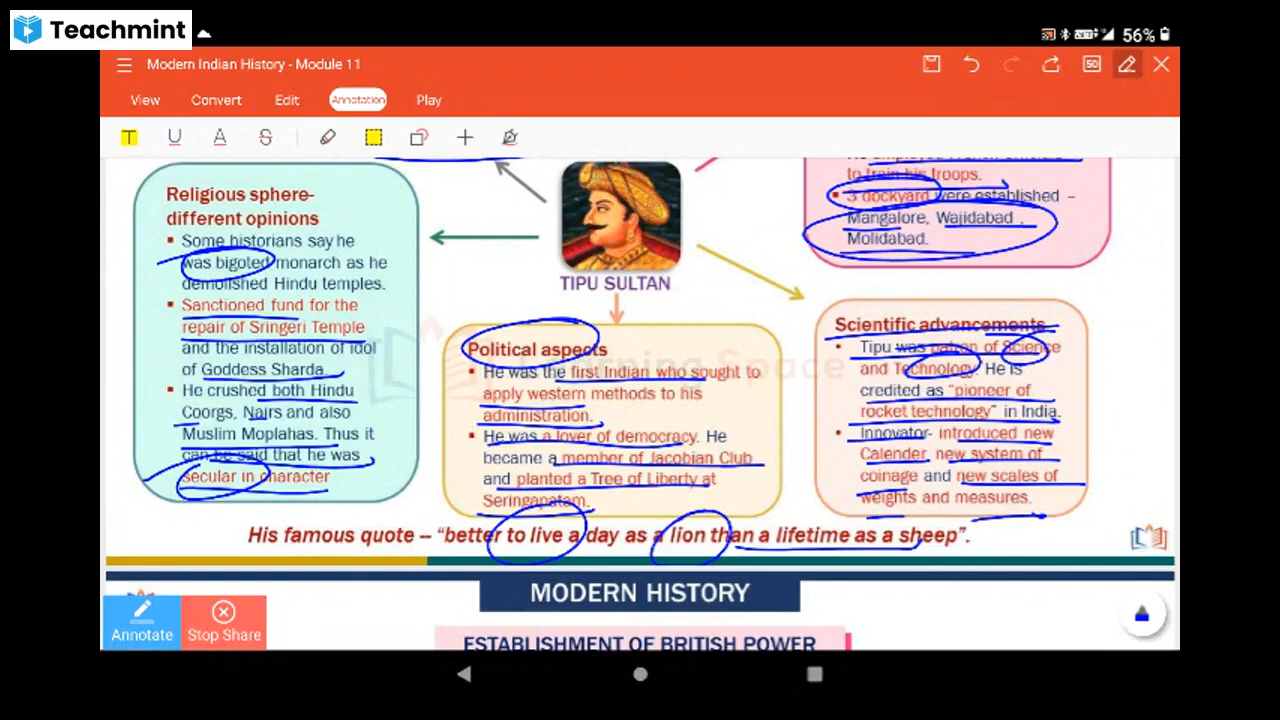 Teachmint
56%
Modern Indian History - Module 11
50
View Convert Edit Annotation Play
T U A S
Religious sphere-
different opinions
Some historians say he
was bigoted monarch as he
demolished Hindu temples.
Sanctioned fund for the
repair of Sringeri Temple
and the installation of idol
of Goddess Sharda.
He crushed both Hindu
Coorgs, Nairs and also
Muslim Moplahas. Thus it
can be said that he was
secular in character
TIPU SULTAN
Political aspects
He was the first Indian who sought to
apply western methods to his
administration.
He was a lover of democracy. He
became a member of Jacobian Club
and planted a Tree of Liberty at
Seringapatam.
to train his troops.
3 dockyard were established –
Mangalore, Wajidabad ,
Molidabad.
Scientific advancements
Tipu was patron of Science
and Technology. He is
credited as "pioneer of
rocket technology" in India.
Innovator- introduced new
Calender, new system of
coinage and new scales of
weights and measures.
Learning Space
His famous quote – "better to live a day as a lion than a lifetime as a sheep".
MODERN HISTORY
ESTABLISHMENT OF BRITISH POWER
Annotate
Stop Share